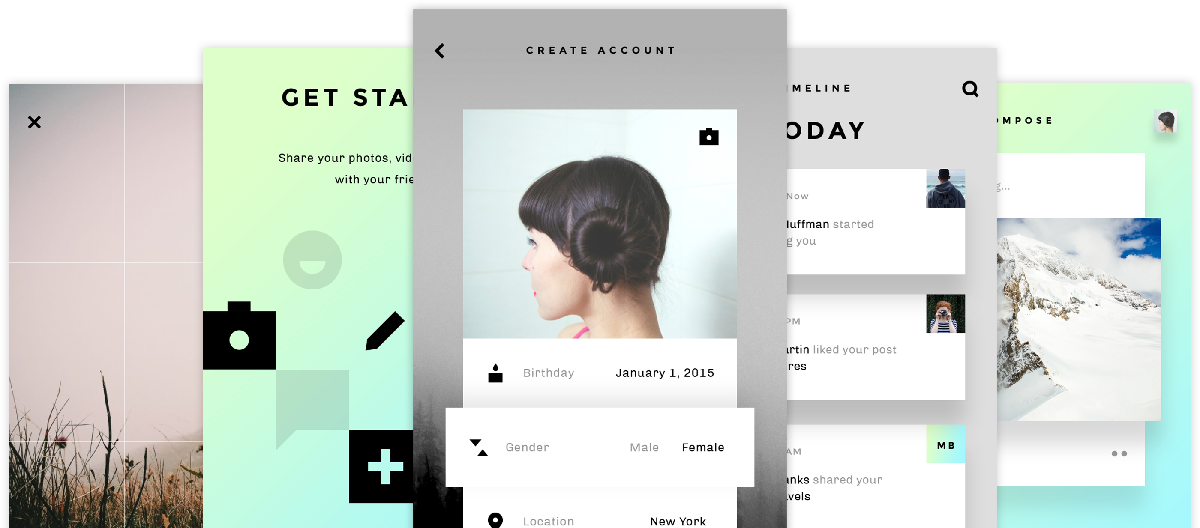 CREATE ACCOUNT
Birthday January 1, 2015
Gender Male Female
Location New York
GET STA
Share your photos, vid
with your frie
MELINE
ODAY
Now
uffman started
g you
PM
artin liked your post
res
MB
AM
anks shared your
vels
MPOSE
g...